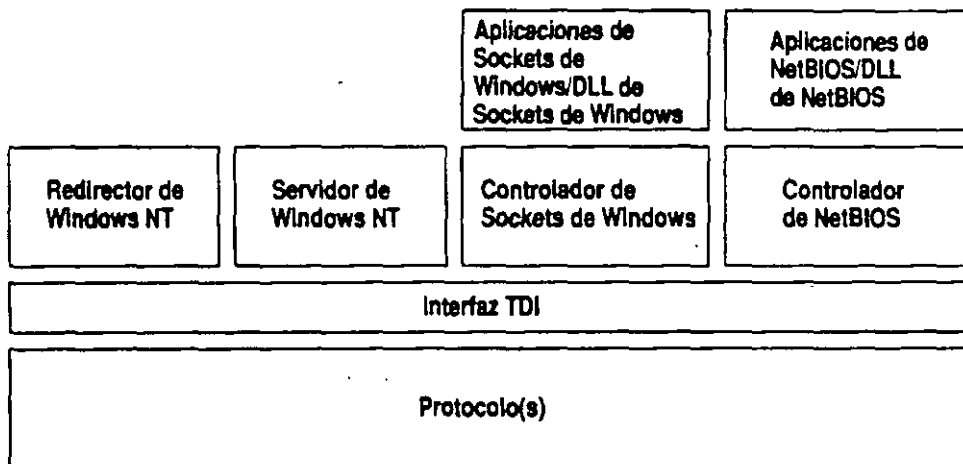 Aplicaciones de
Sockets de
Windows/DLL de
Sockets de Windows
Aplicaciones de
NetBIOS/DLL
de NetBIOS
Redirector de
Windows NT
Servidor de
Windows NT
Controlador de
Sockets de Windows
Controlador
de NetBIOS
Interfaz TDI
Protocolo(s)